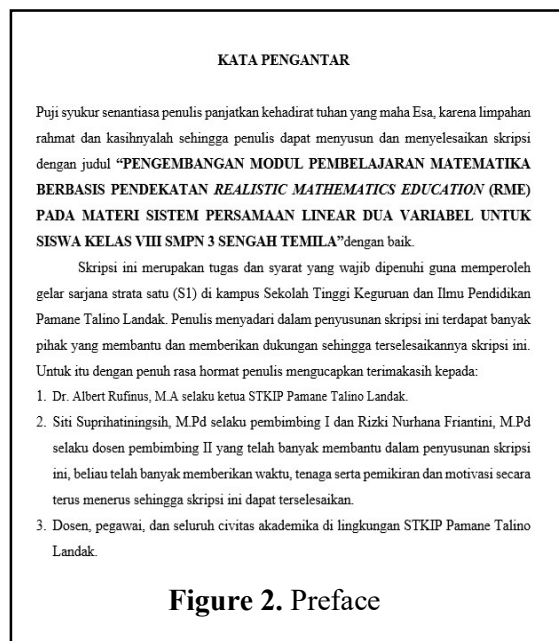 KATA PENGANTAR
Puji syukur senantiasa penulis panjatkan kehadirat tuhan yang maha Esa, karena limpahan
rahmat dan kasihnyalah sehingga penulis dapat menyusun dan menyelesaikan skripsi
dengan judul “PENGEMBANGAN MODUL PEMBELAJARAN MATEMATIKA
BERBASIS PENDEKATAN REALISTIC MATHEMATICS EDUCATION (RME)
PADA MATERI SISTEM PERSAMAAN LINEAR DUA VARIABEL UNTUK
SISWA KELAS VIII SMPN 3 SENGAH TEMILA”dengan baik.
Skripsi ini merupakan tugas dan syarat yang wajib dipenuhi guna memperoleh
gelar sarjana strata satu (S1) di kampus Sekolah Tinggi Keguruan dan Ilmu Pendidikan
Pamane Talino Landak. Penulis menyadari dalam penyusunan skripsi ini terdapat banyak
pihak yang membantu dan memberikan dukungan sehingga terselesaikannya skripsi ini.
Untuk itu dengan penuh rasa hormat penulis mengucapkan terimakasih kepada:
1. Dr. Albert Rufinus, M.A selaku ketua STKIP Pamane Talino Landak.
2. Siti Suprihatiningsih, M.Pd selaku pembimbing I dan Rizki Nurhana Friantini, M.Pd
selaku dosen pembimbing II yang telah banyak membantu dalam penyusunan skripsi
ini, beliau telah banyak memberikan waktu, tenaga serta pemikiran dan motivasi secara
terus menerus sehingga skripsi ini dapat terselesaikan.
3. Dosen, pegawai, dan seluruh civitas akademika di lingkungan STKIP Pamane Talino
Landak.
Figure 2. Preface